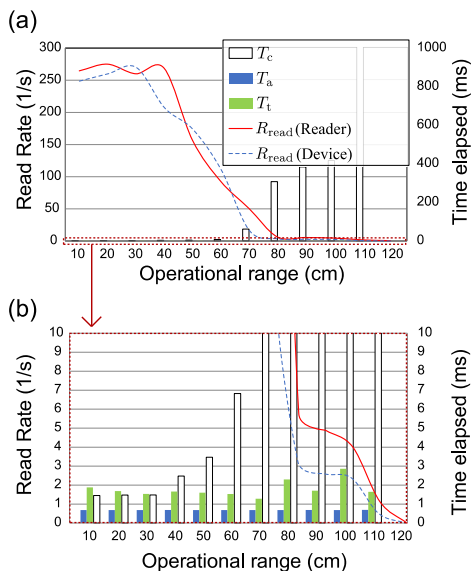 (a)
T_c
T_a
T_t
R_read (Reader)
R_read (Device)
300
250
200
150
100
50
0
Read Rate (1/s)
1000
800
600
400
200
0
Time elapsed (ms)
10 20 30 40 50 60 70 80 90 100 110 120
Operational range (cm)
(b)
10
9
8
7
6
5
4
3
2
1
0
Read Rate (1/s)
10
9
8
7
6
5
4
3
2
1
0
Time elapsed (ms)
10 20 30 40 50 60 70 80 90 100 110 120
Operational range (cm)